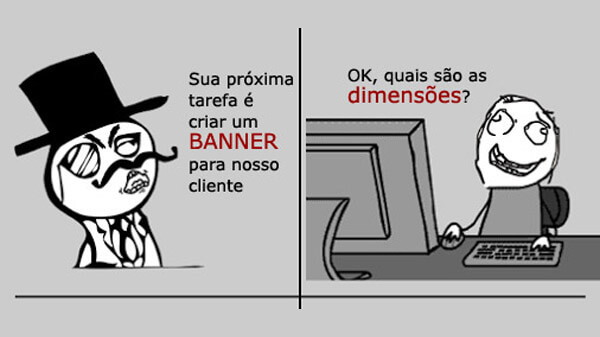 Sua próxima
tarefa é
criar um
BANNER
para nosso
cliente
OK, quais são as
dimensões?